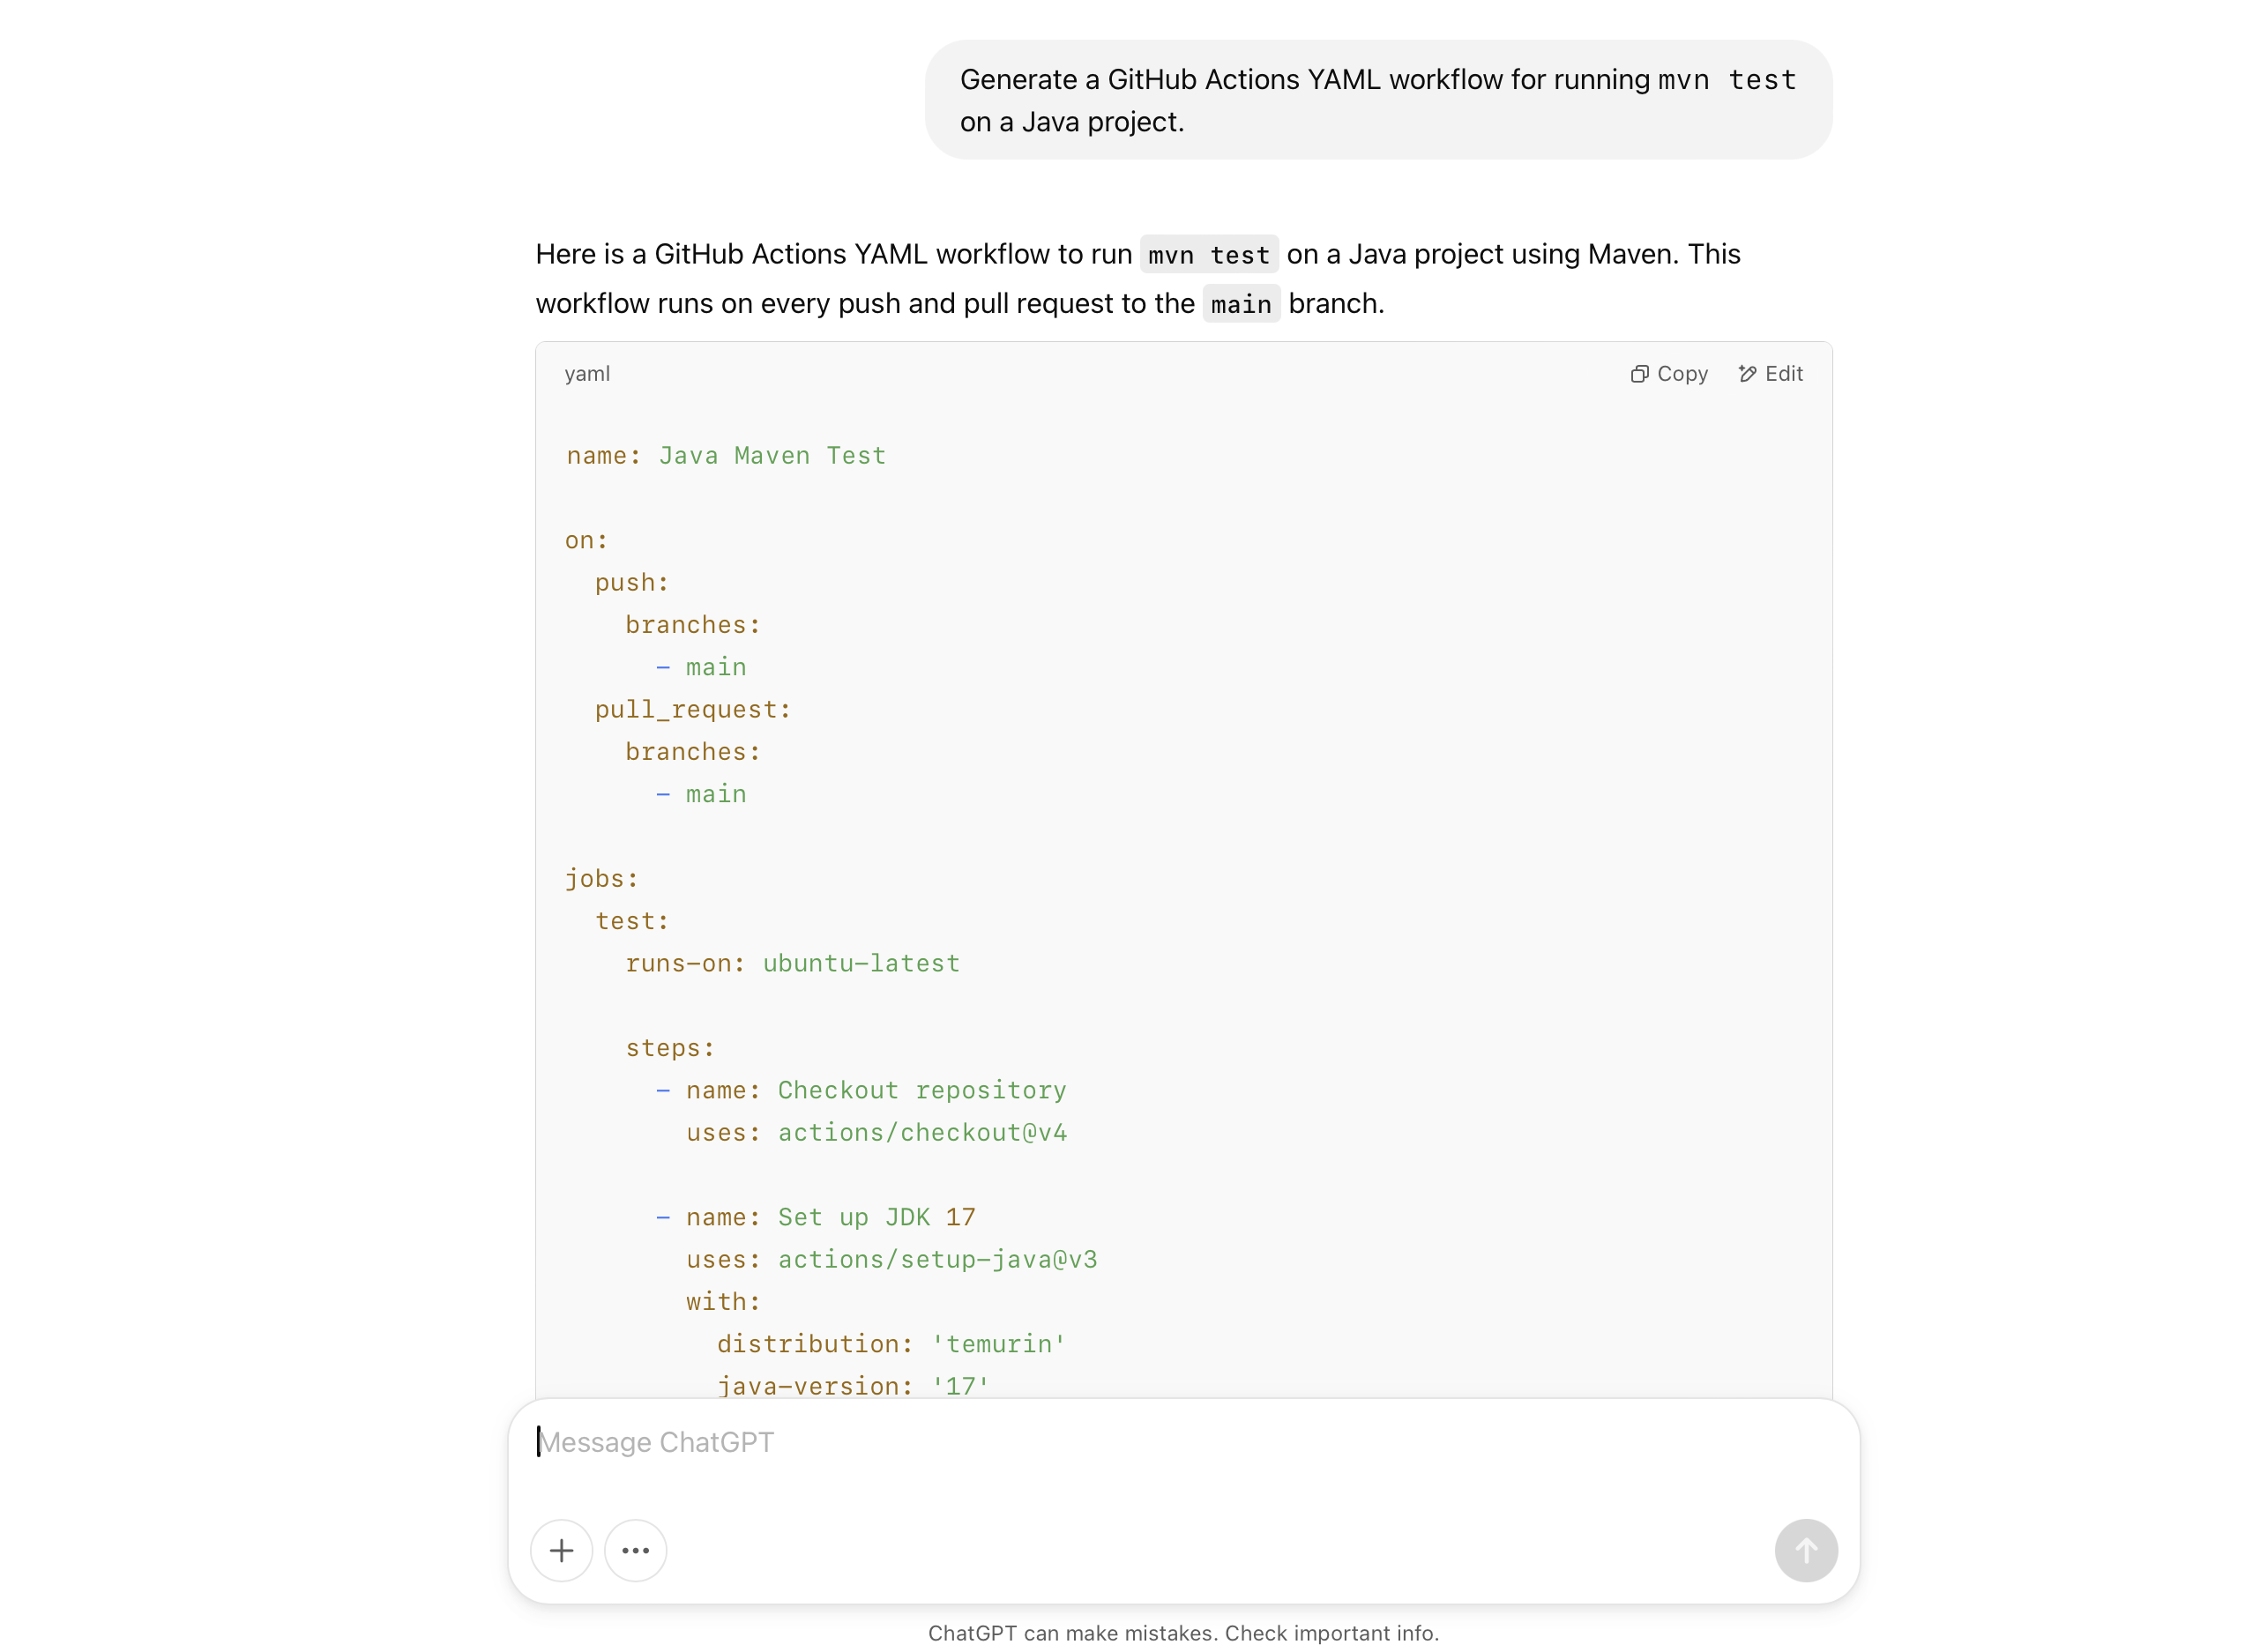 Generate a GitHub Actions YAML workflow for running mvn test
on a Java project.
Here is a GitHub Actions YAML workflow to run mvn test on a Java project using Maven. This
workflow runs on every push and pull request to the main branch.
yaml
Copy
Edit
name: Java Maven Test
on:
  push:
    branches:
      - main
  pull_request:
    branches:
      - main
jobs:
  test:
    runs-on: ubuntu-latest
    steps:
      - name: Checkout repository
        uses: actions/checkout@v4
      - name: Set up JDK 17
        uses: actions/setup-java@v3
        with:
          distribution: 'temurin'
          java-version: '17'
Message ChatGPT
ChatGPT can make mistakes. Check important info.